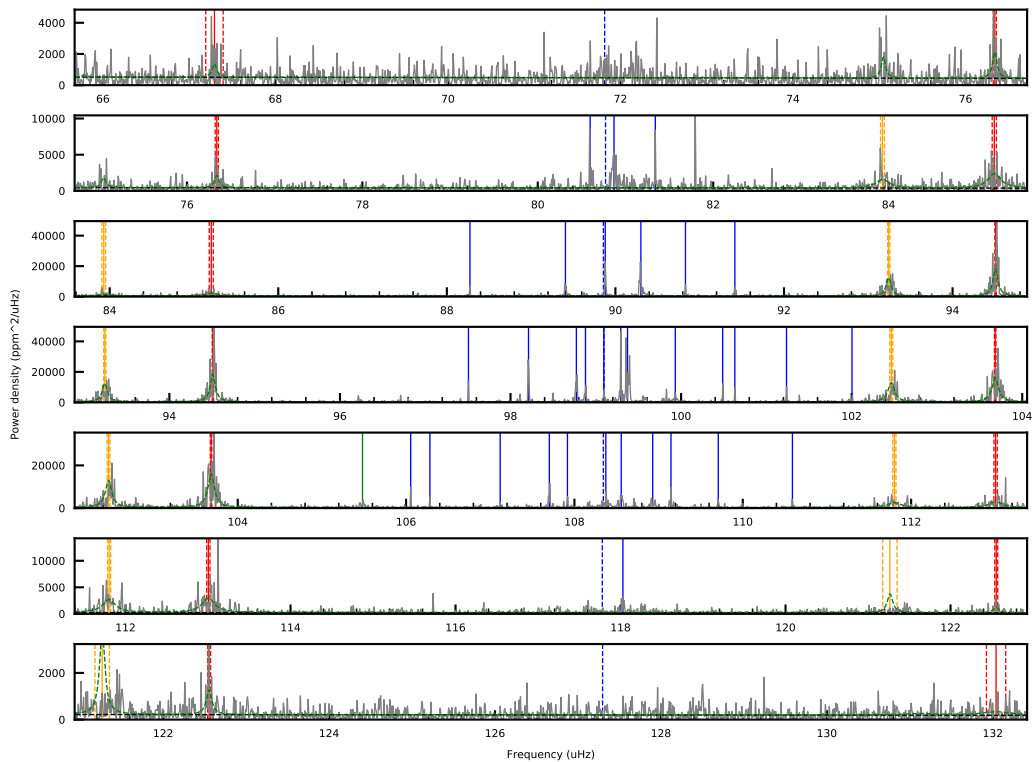 4000
2000
0
66 68 70 72 74 76
10000
5000
0
76 78 80 82 84
40000
20000
0
84 86 88 90 92 94
40000
20000
0
94 96 98 100 102 104
20000
0
104 106 108 110 112
10000
5000
0
112 114 116 118 120 122
2000
0
122 124 126 128 130 132
Power density (ppm^2/uHz)
Frequency (uHz)